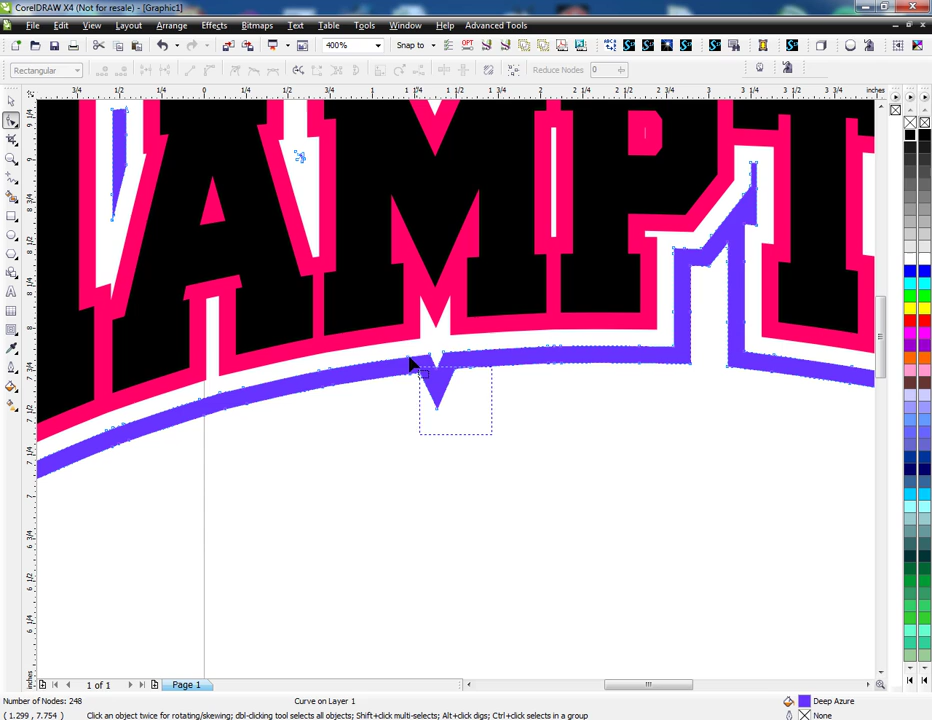 CorelDRAW X4 (Not for resale) - [Graphic1]
File Edit View Layout Arrange Effects Bitmaps Text Table Tools Window Help Advanced Tools
400% Snap to
Rectangular Reduce Nodes 0
inches
AMPI
1 of 1 Page 1
Number of Nodes: 248 Curve on Layer 1 Deep Azure
(1.299, 7.754) Click an object twice for rotating/skewing; dbl-clicking tool selects all objects; Shift+click multi-selects; Alt+click digs; Ctrl+click selects in a group None